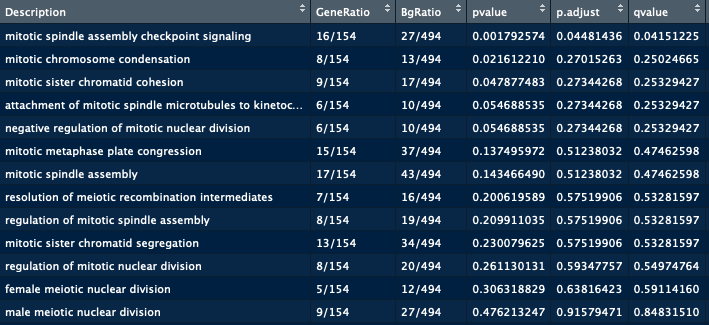 Description GeneRatio BgRatio pvalue p.adjust qvalue
mitotic spindle assembly checkpoint signaling 16/154 27/494 0.001792574 0.04481436 0.04151225
mitotic chromosome condensation 8/154 13/494 0.021612210 0.27015263 0.25024665
mitotic sister chromatid cohesion 9/154 17/494 0.047877483 0.27344268 0.25329427
attachment of mitotic spindle microtubules to kinetoc... 6/154 10/494 0.054688535 0.27344268 0.25329427
negative regulation of mitotic nuclear division 6/154 10/494 0.054688535 0.27344268 0.25329427
mitotic metaphase plate congression 15/154 37/494 0.137495972 0.51238032 0.47462598
mitotic spindle assembly 17/154 43/494 0.143466490 0.51238032 0.47462598
resolution of meiotic recombination intermediates 7/154 16/494 0.200619589 0.57519906 0.53281597
regulation of mitotic spindle assembly 8/154 19/494 0.209911035 0.57519906 0.53281597
mitotic sister chromatid segregation 13/154 34/494 0.230079625 0.57519906 0.53281597
regulation of mitotic nuclear division 8/154 20/494 0.261130131 0.59347757 0.54974764
female meiotic nuclear division 5/154 12/494 0.306318829 0.63816423 0.59114160
male meiotic nuclear division 9/154 27/494 0.476213247 0.91579471 0.84831510